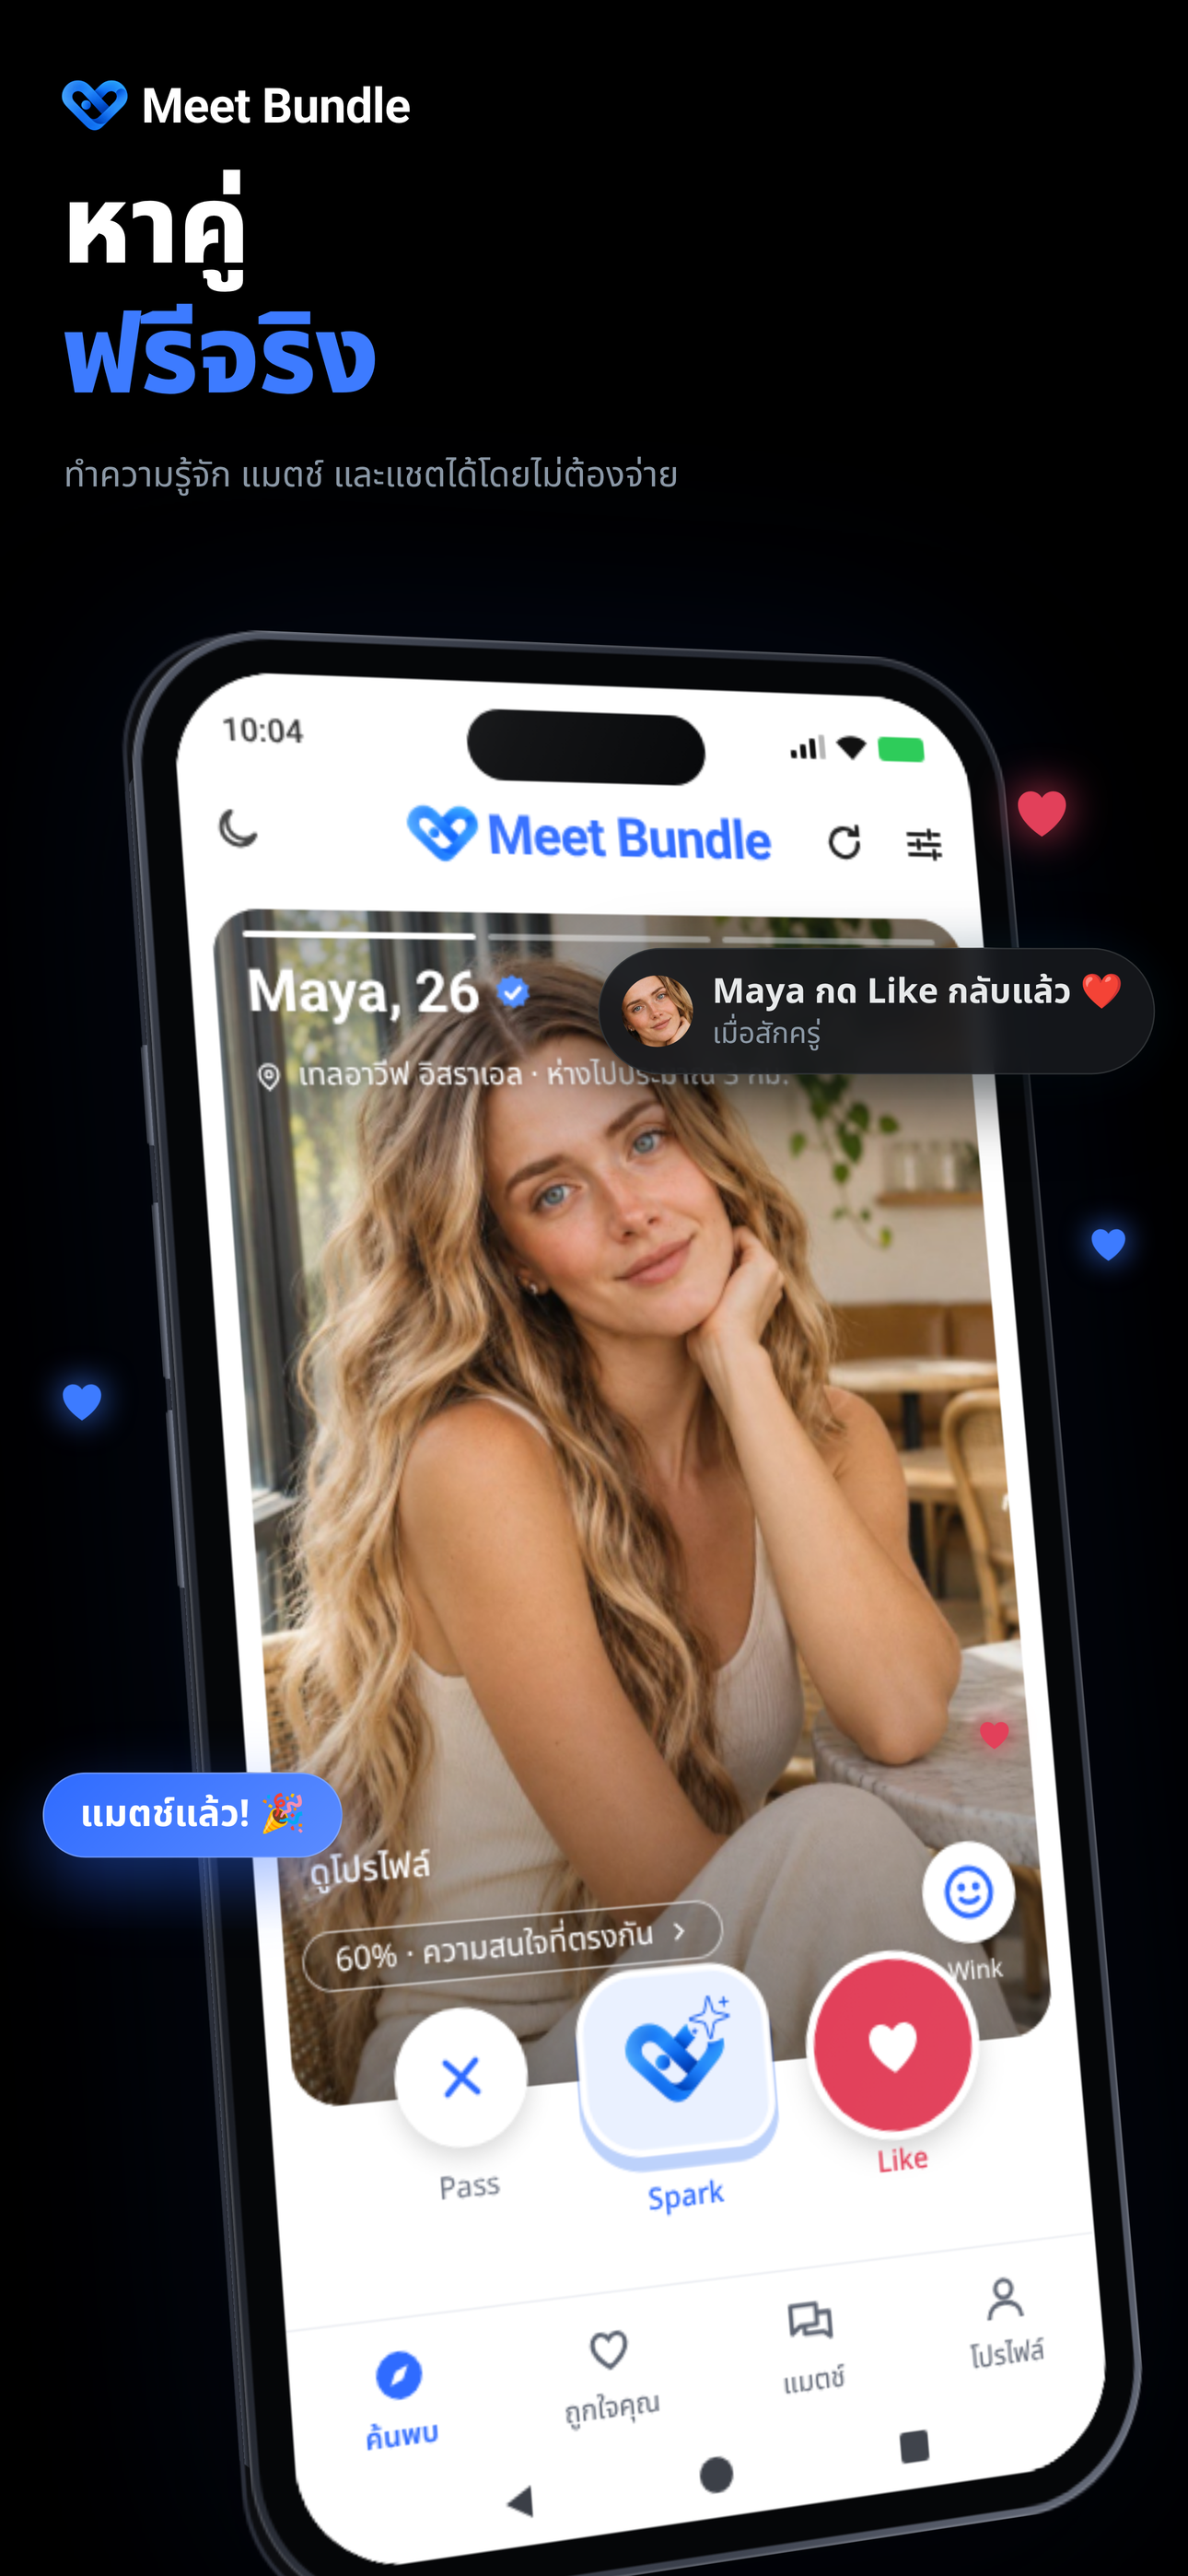 Meet Bundle
หาคู่
ฟรีจริง
ทำความรู้จัก แมตช์ และแชตได้โดยไม่ต้องจ่าย
10:04
Meet Bundle
Maya, 26
Maya กด Like กลับแล้ว ❤️
เมื่อสักครู่
เทลอาวีฟ อิสราเอล · ห่างไปประมาณ 5 กม.
แมตช์แล้ว! 🎉
ดูโปรไฟล์
60% · ความสนใจที่ตรงกัน
Wink
Pass
Spark
Like
ค้นพบ
ถูกใจคุณ
แมตช์
โปรไฟล์